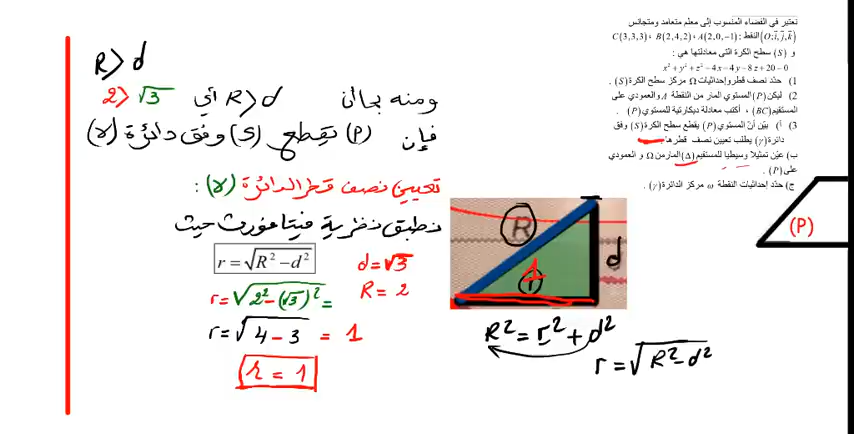 نعتبر في الفضاء المنسوب إلى معلم متعامد ومتجانس
(O;i,j,k) النقط: A(2,0,-1) ، B(2,4,2) ، C(3,3,3)
و (S) سطح الكرة التي معادلتها هي :
x²+y²+z²-4x-4y-8z+20=0
1) حدّد نصف قطر وإحداثيات Ω مركز سطح الكرة (S) .
2) ليكن (P) المستوي المار من النقطة A والعمودي على
المستقيم (BC) ، أكتب معادلة ديكارتية للمستوي (P) .
3) أ) بيّن أنّ المستوي (P) يقطع سطح الكرة (S) وفق
دائرة (γ) يطلب تعيين نصف قطرها
ب) عيّن تمثيلا وسيطيا للمستقيم (Δ) المار من Ω و العمودي
على (P) .
ج) حدّد إحداثيات النقطة ω مركز الدائرة (γ) .
R > d
ومنه بما أن R > d أي 2 > √3
فإن (P) يقطع (S) وفق دائرة (γ)
تعيين نصف قطر الدائرة (γ):
نطبق نظرية فيتاغورث حيث
r = √R² - d²
d = √3
r = √2² - (√3)² =
R = 2
r = √4 - 3 = 1
r = 1
R
d
1
R² = r² + d²
r = √R² - d²
(P)